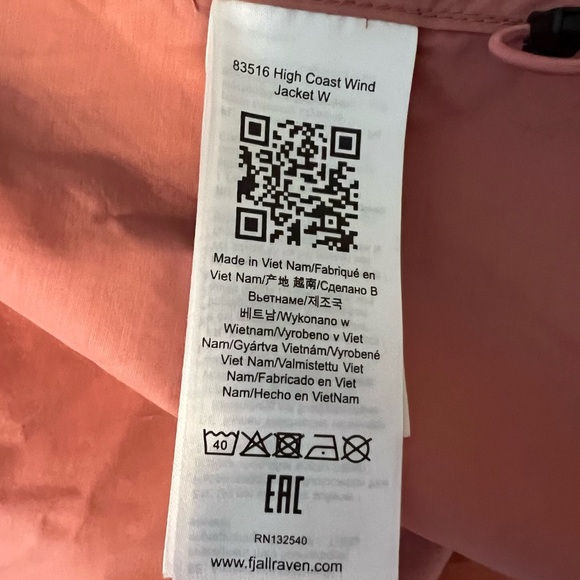 83516 High Coast Wind
Jacket W
Made in Viet Nam/Fabriqué en
Viet Nam/产地 越南/Сделано В
Вьетнаме/제조국
베트남/Wykonano w
Wietnam/Vyrobeno v Viet
Nam/Gyártva Vietnám/Vyrobené
Viet Nam/Valmistettu Viet
Nam/Fabricado en Viet
Nam/Hecho en VietNam
40
EAC
RN132540
www.fjallraven.com